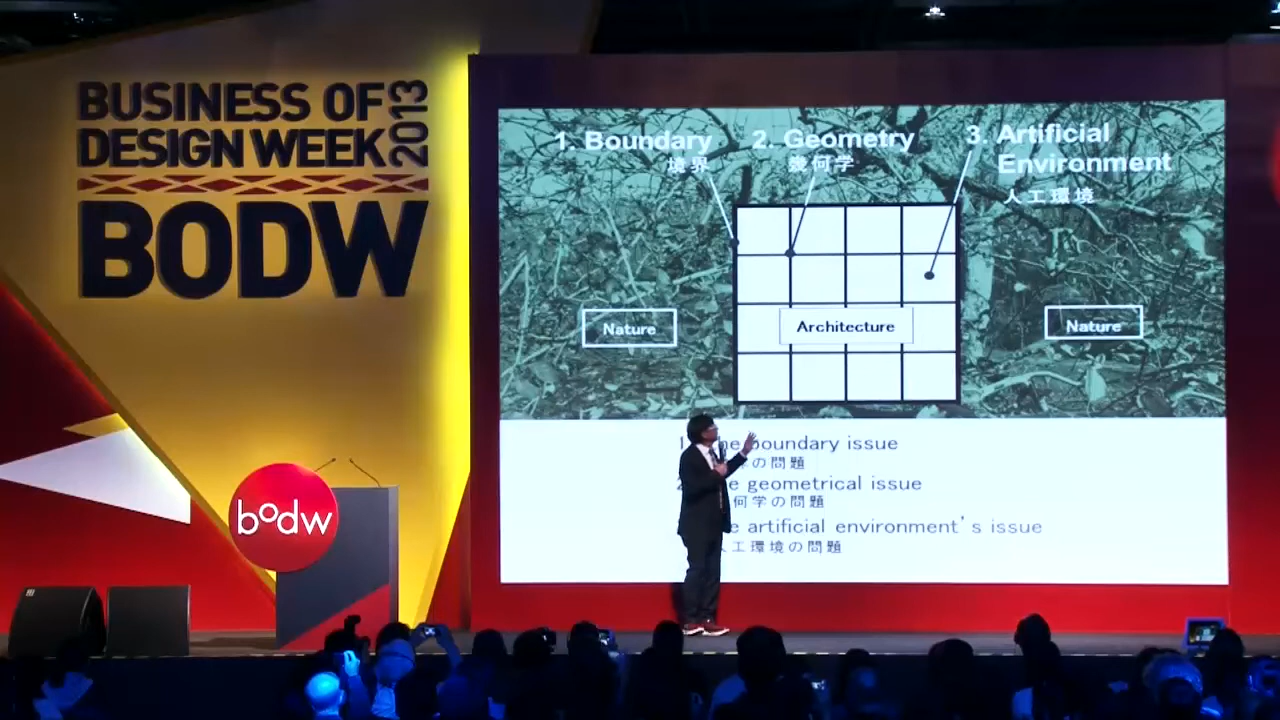 BUSINESS OF
DESIGN WEEK
2013
BODW
bodw
1. Boundary
境界
2. Geometry
幾何学
3. Artificial
Environment
人工環境
Nature
Architecture
Nature
boundary issue
の問題
geometrical issue
何学の問題
artificial environment's issue
工環境の問題